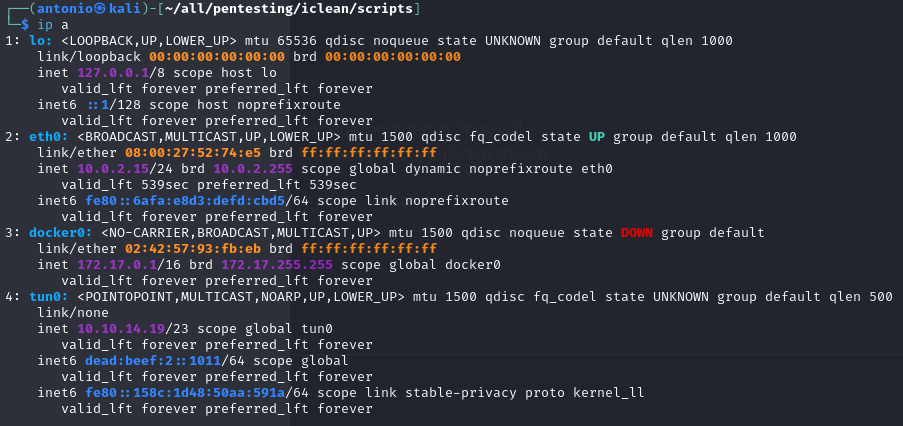 ┌──(antonio㉿kali)-[~/all/pentesting/iclean/scripts]
└─$ ip a
1: lo: <LOOPBACK,UP,LOWER_UP> mtu 65536 qdisc noqueue state UNKNOWN group default qlen 1000
    link/loopback 00:00:00:00:00:00 brd 00:00:00:00:00:00
    inet 127.0.0.1/8 scope host lo
       valid_lft forever preferred_lft forever
    inet6 ::1/128 scope host noprefixroute
       valid_lft forever preferred_lft forever
2: eth0: <BROADCAST,MULTICAST,UP,LOWER_UP> mtu 1500 qdisc fq_codel state UP group default qlen 1000
    link/ether 08:00:27:52:74:e5 brd ff:ff:ff:ff:ff:ff
    inet 10.0.2.15/24 brd 10.0.2.255 scope global dynamic noprefixroute eth0
       valid_lft 539sec preferred_lft 539sec
    inet6 fe80::6afa:e8d3:defd:cbd5/64 scope link noprefixroute
       valid_lft forever preferred_lft forever
3: docker0: <NO-CARRIER,BROADCAST,MULTICAST,UP> mtu 1500 qdisc noqueue state DOWN group default
    link/ether 02:42:57:93:fb:eb brd ff:ff:ff:ff:ff:ff
    inet 172.17.0.1/16 brd 172.17.255.255 scope global docker0
       valid_lft forever preferred_lft forever
4: tun0: <POINTOPOINT,MULTICAST,NOARP,UP,LOWER_UP> mtu 1500 qdisc fq_codel state UNKNOWN group default qlen 500
    link/none
    inet 10.10.14.19/23 scope global tun0
       valid_lft forever preferred_lft forever
    inet6 dead:beef:2::1011/64 scope global
       valid_lft forever preferred_lft forever
    inet6 fe80::158c:1d48:50aa:591a/64 scope link stable-privacy proto kernel_ll
       valid_lft forever preferred_lft forever